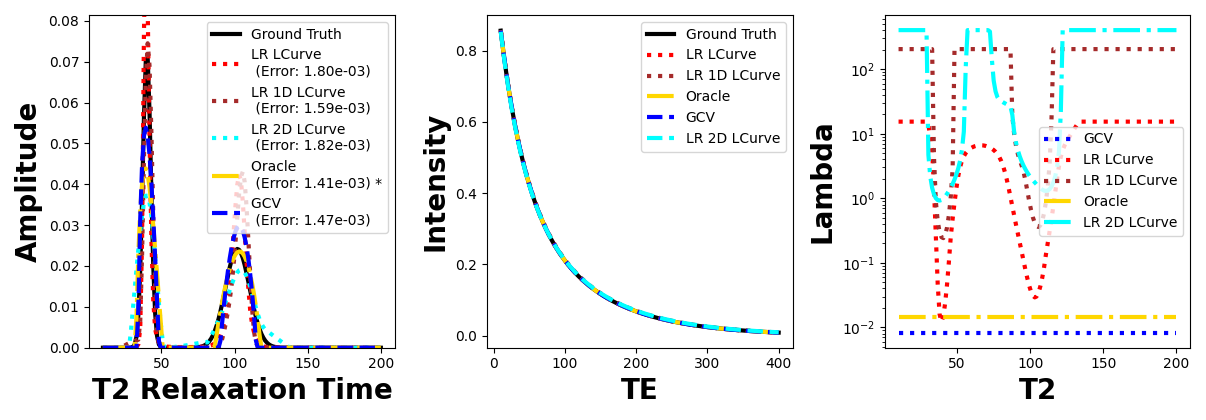 Amplitude
0.08
0.07
0.06
0.05
0.04
0.03
0.02
0.01
0.00
50
100
150
200
T2 Relaxation Time
Ground Truth
LR LCurve
(Error: 1.80e-03)
LR 1D LCurve
(Error: 1.59e-03)
LR 2D LCurve
(Error: 1.82e-03)
Oracle
(Error: 1.41e-03) *
GCV
(Error: 1.47e-03)
Intensity
0.8
0.6
0.4
0.2
0.0
0
100
200
300
400
TE
Ground Truth
LR LCurve
LR 1D LCurve
Oracle
GCV
LR 2D LCurve
Lambda
10²
10¹
10⁰
10⁻¹
10⁻²
50
100
150
200
T2
GCV
LR LCurve
LR 1D LCurve
Oracle
LR 2D LCurve